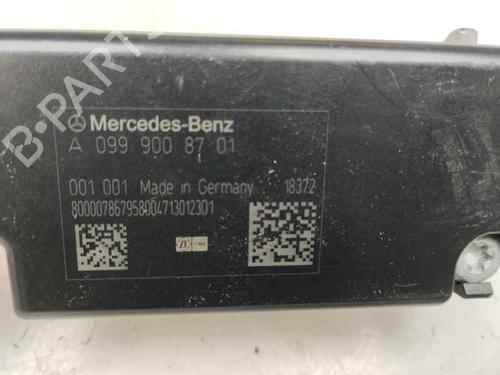 Mercedes-Benz
A 099 900 87 01
001 001 Made in Germany 18372
800007867958004713012301
B-PARTS